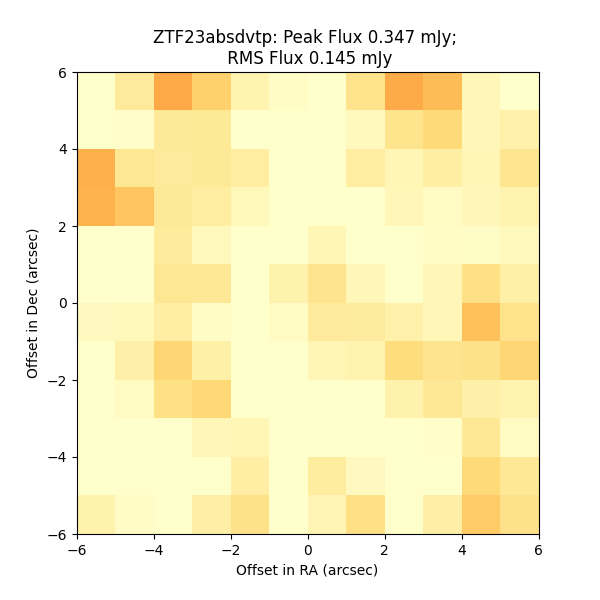 ZTF23absdvtp: Peak Flux 0.347 mJy;
RMS Flux 0.145 mJy
6
4
2
0
−2
−4
−6
Offset in Dec (arcsec)
−6 −4 −2 0 2 4 6
Offset in RA (arcsec)